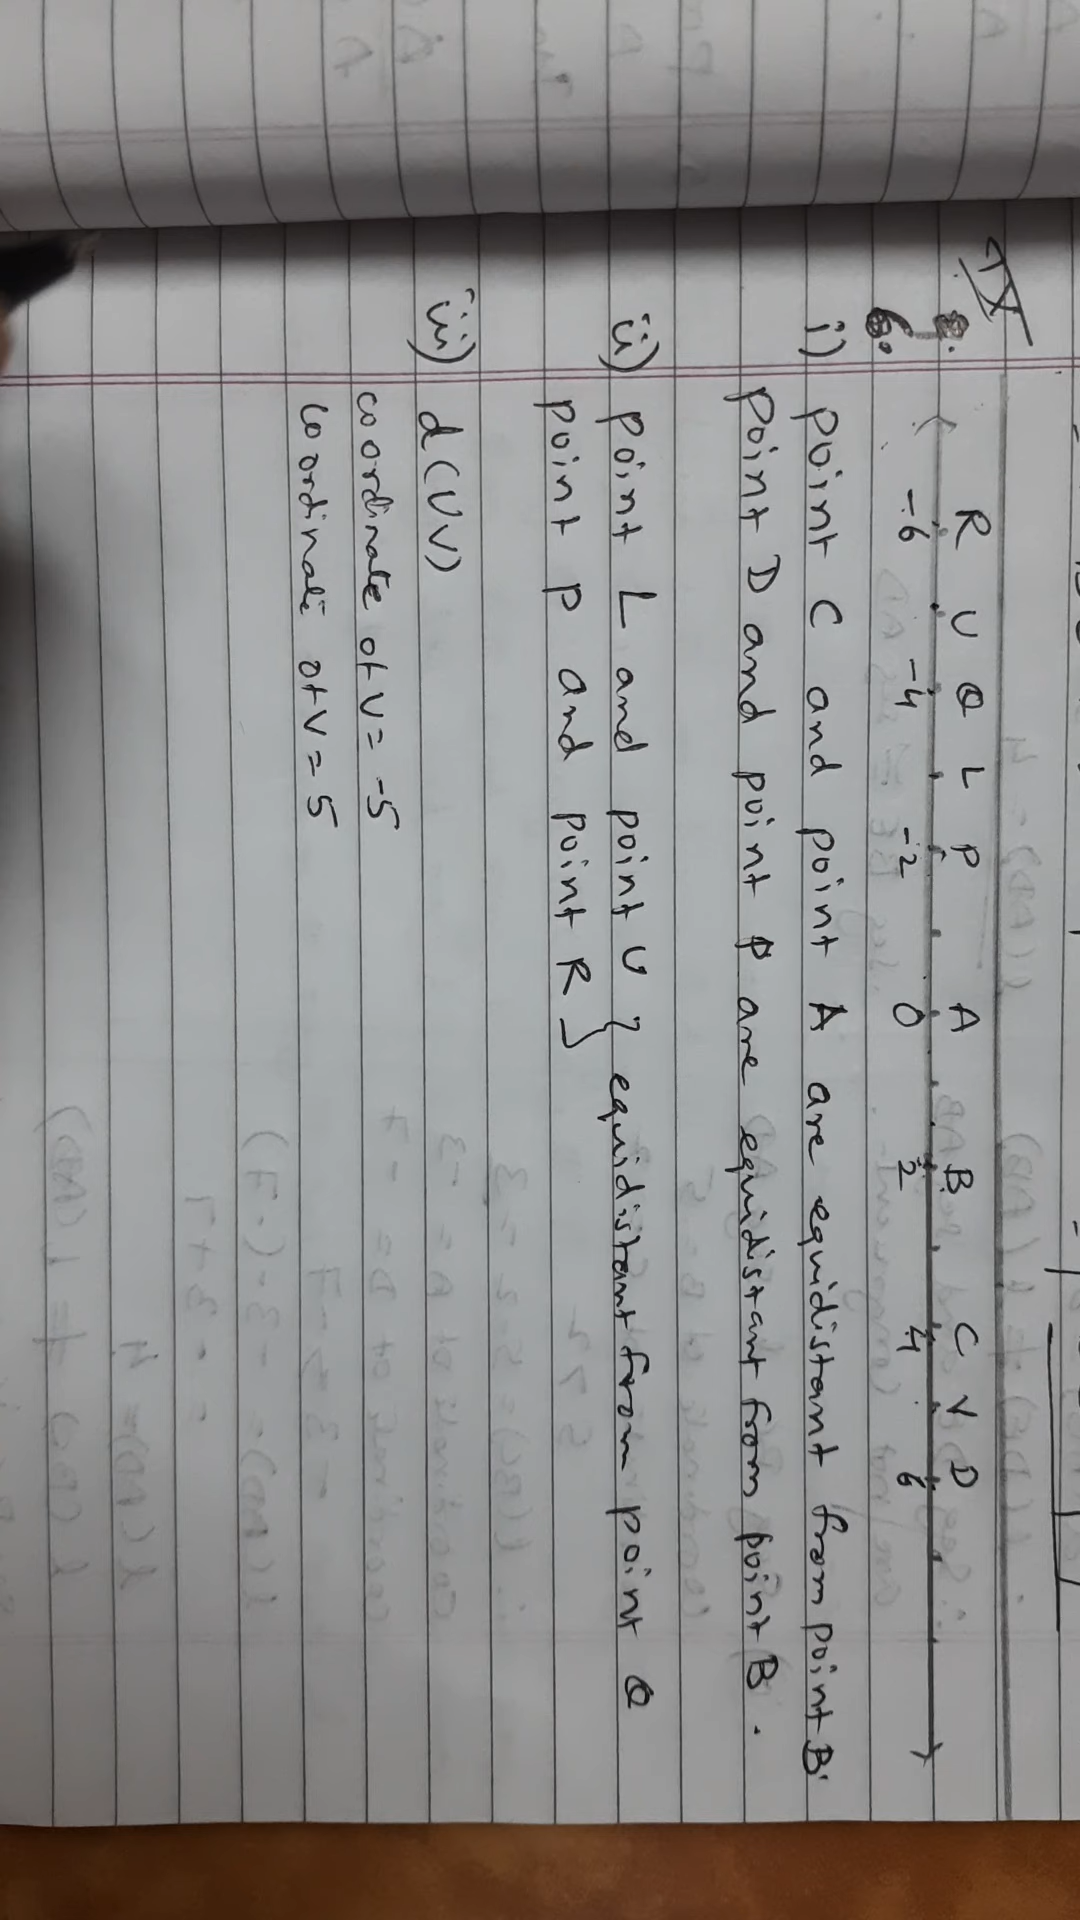 IX
R U Q L P A B C V D
6. -6 -4 -2 0 2 4 6
i) point C and point A are equidistant from point B
point D and point P are equidistant from point B.
ii) point L and point U } equidistant from point Q
point P and point R }
iii) d(UV)
coordinate of U = -5
coordinate of V = 5